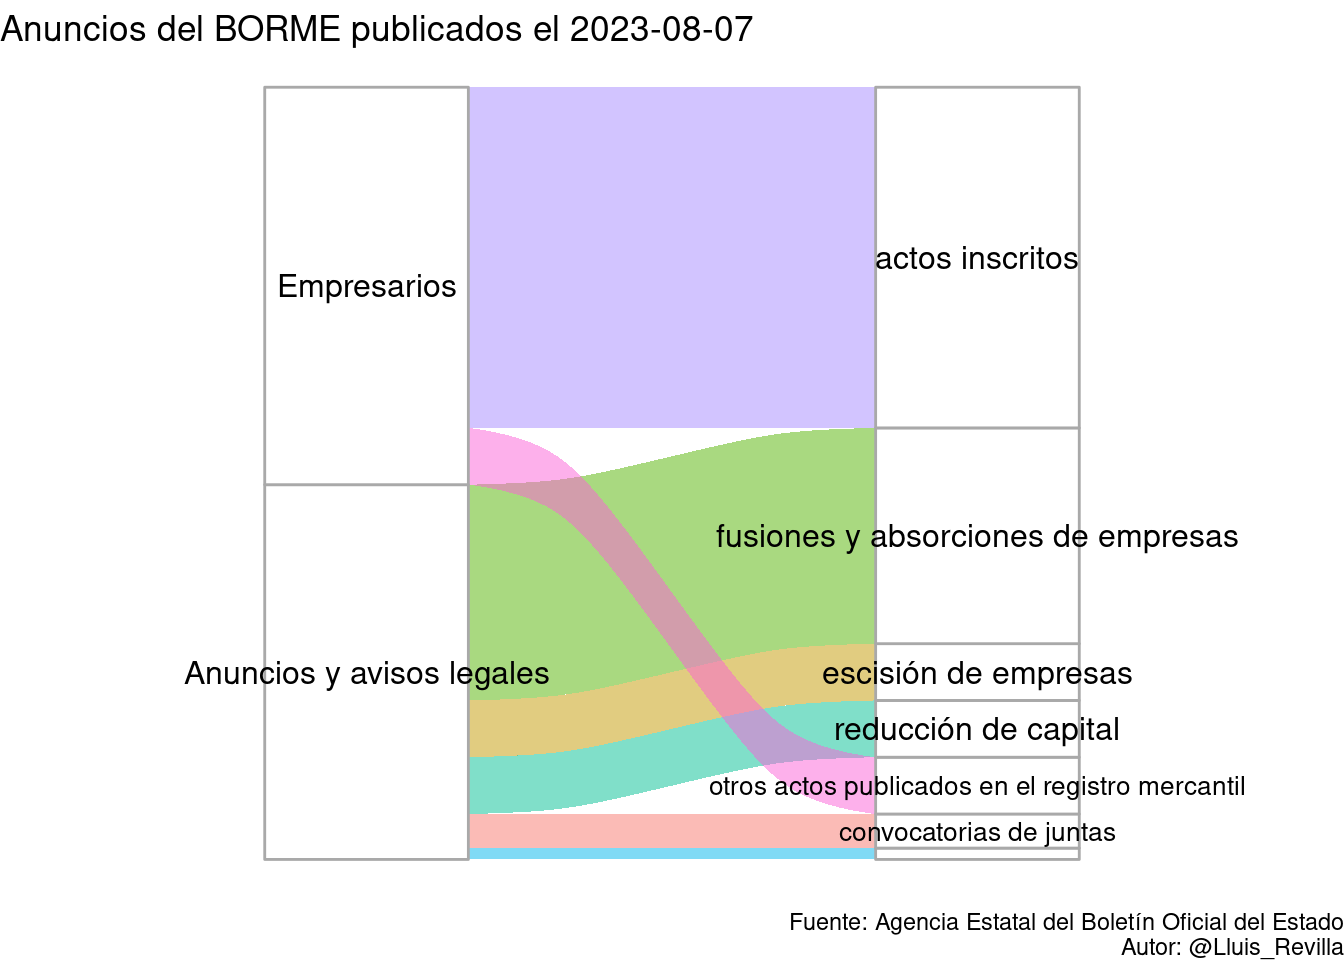 Anuncios del BORME publicados el 2023-08-07
Empresarios
actos inscritos
fusiones y absorciones de empresas
Anuncios y avisos legales
escisión de empresas
reducción de capital
otros actos publicados en el registro mercantil
convocatorias de juntas
Fuente: Agencia Estatal del Boletín Oficial del Estado
Autor: @Lluis_Revilla